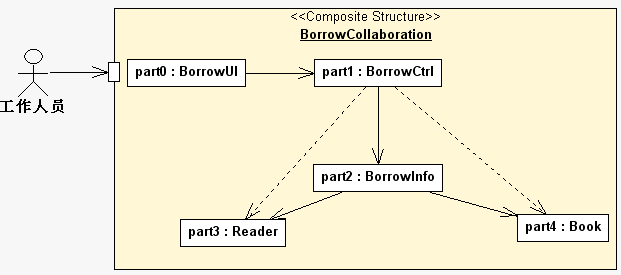 <<Composite Structure>>
BorrowCollaboration
part0 : BorrowUI
part1 : BorrowCtrl
工作人员
part2 : BorrowInfo
part3 : Reader
part4 : Book